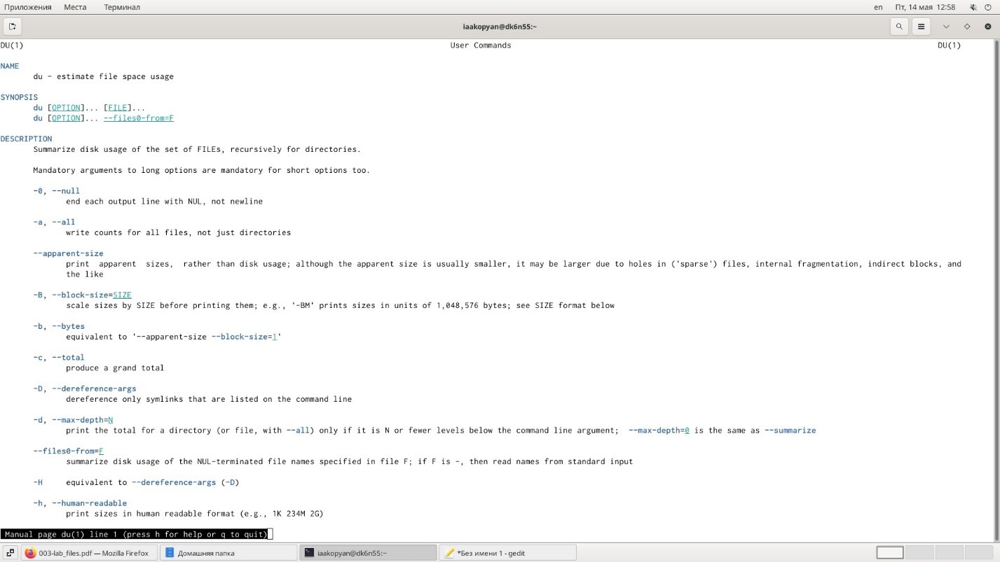 Приложения Места Терминал en Пт, 14 мая 12:58
iaakopyan@dk6n55:~
DU(1) User Commands DU(1)
NAME
du - estimate file space usage
SYNOPSIS
du [OPTION]... [FILE]...
du [OPTION]... --files0-from=F
DESCRIPTION
Summarize disk usage of the set of FILEs, recursively for directories.
Mandatory arguments to long options are mandatory for short options too.
-0, --null
end each output line with NUL, not newline
-a, --all
write counts for all files, not just directories
--apparent-size
print apparent sizes, rather than disk usage; although the apparent size is usually smaller, it may be larger due to holes in ('sparse') files, internal fragmentation, indirect blocks, and
the like
-B, --block-size=SIZE
scale sizes by SIZE before printing them; e.g., '-BM' prints sizes in units of 1,048,576 bytes; see SIZE format below
-b, --bytes
equivalent to '--apparent-size --block-size=1'
-c, --total
produce a grand total
-D, --dereference-args
dereference only symlinks that are listed on the command line
-d, --max-depth=N
print the total for a directory (or file, with --all) only if it is N or fewer levels below the command line argument; --max-depth=0 is the same as --summarize
--files0-from=F
summarize disk usage of the NUL-terminated file names specified in file F; if F is -, then read names from standard input
-H equivalent to --dereference-args (-D)
-h, --human-readable
print sizes in human readable format (e.g., 1K 234M 2G)
Manual page du(1) line 1 (press h for help or q to quit)
003-lab_files.pdf — Mozilla Firefox Домашняя папка iaakopyan@dk6n55:~ *Без имени 1 - gedit